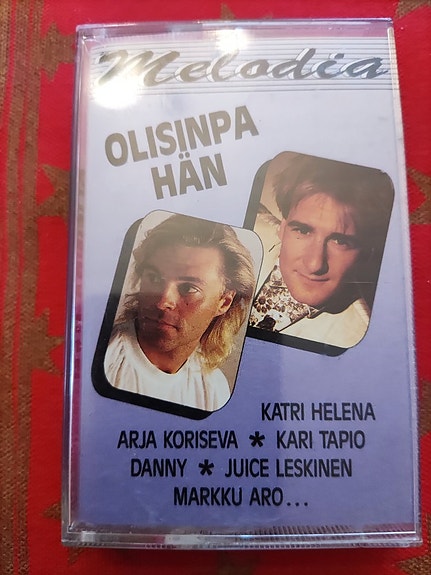 Melodia
OLISINPA
HÄN
KATRI HELENA
ARJA KORISEVA * KARI TAPIO
DANNY * JUICE LESKINEN
MARKKU ARO...